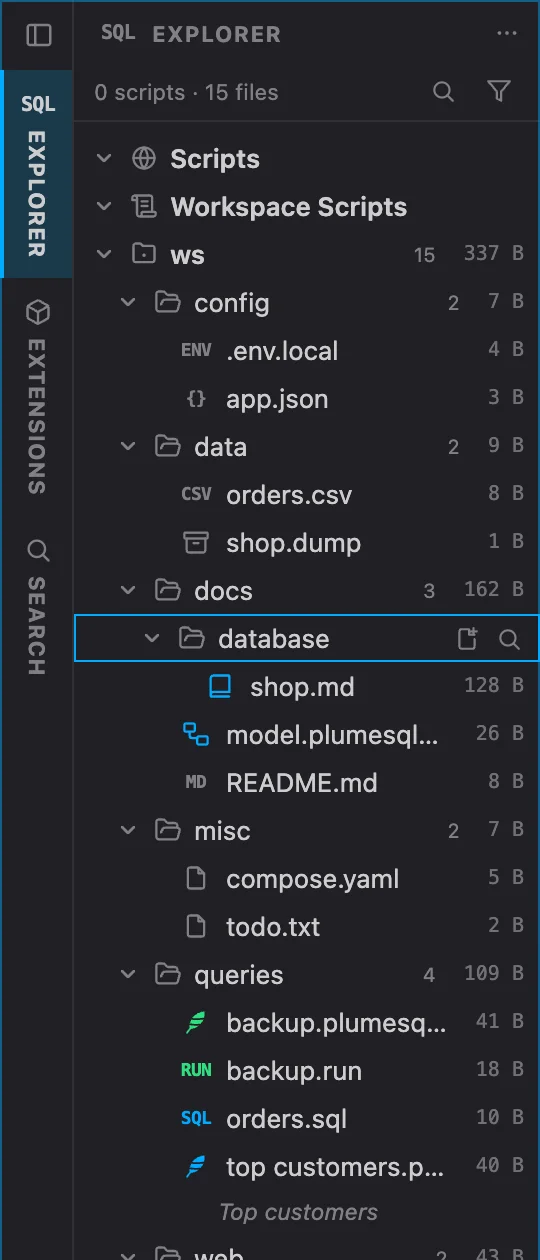 SQL EXPLORER
0 scripts · 15 files
SQL EXPLORER
EXTENSIONS
SEARCH
Scripts
Workspace Scripts
ws 15 337 B
config 2 7 B
ENV .env.local 4 B
{} app.json 3 B
data 2 9 B
CSV orders.csv 8 B
shop.dump 1 B
docs 3 162 B
database
shop.md 128 B
model.plumesql... 26 B
MD README.md 8 B
misc 2 7 B
compose.yaml 5 B
todo.txt 2 B
queries 4 109 B
backup.plumesq... 41 B
RUN backup.run 18 B
SQL orders.sql 10 B
top customers.p... 40 B
Top customers
web 2 43 B